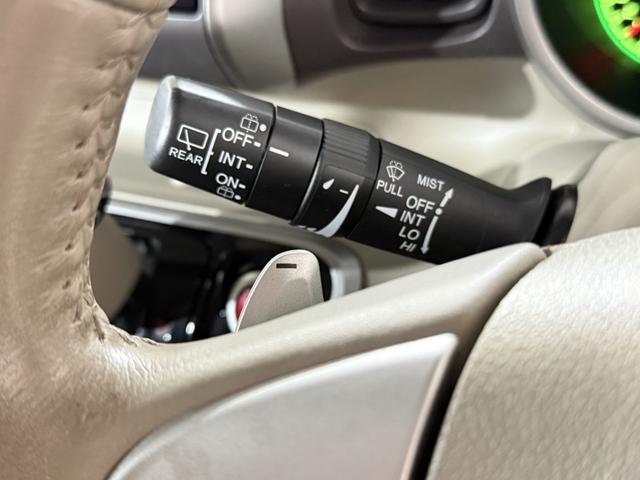 OFF
REAR INT
ON
PULL MIST
OFF
INT
LO
HI